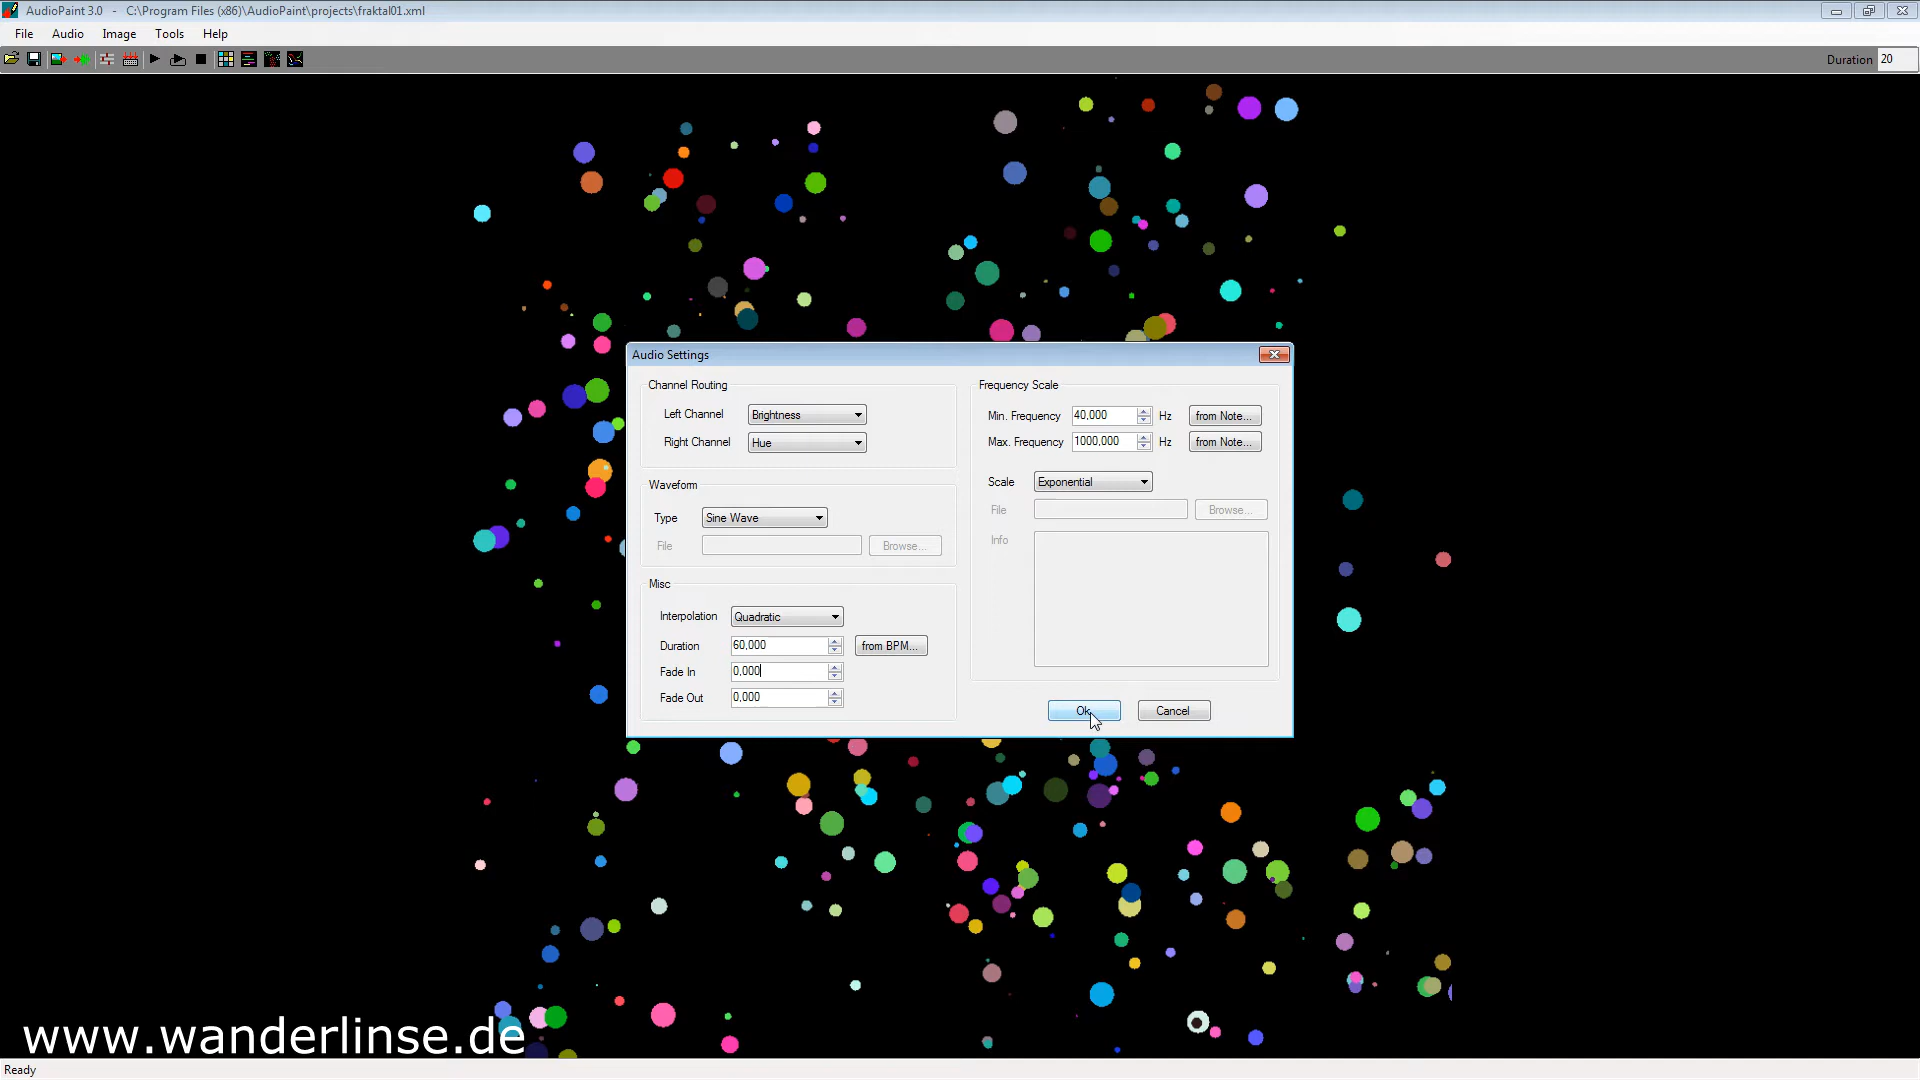 AudioPaint 3.0 - C:\Program Files (x86)\AudioPaint\projects\fraktal01.xml
File Audio Image Tools Help
Duration 20
Audio Settings
Channel Routing
Left Channel Brightness
Right Channel Hue
Waveform
Type Sine Wave
File Browse...
Misc
Interpolation Quadratic
Duration 60,000 from BPM...
Fade In 0,000
Fade Out 0,000
Frequency Scale
Min. Frequency 40,000 Hz from Note...
Max. Frequency 1000,000 Hz from Note...
Scale Exponential
File Browse...
Info
Ok Cancel
www.wanderlinse.de
Ready